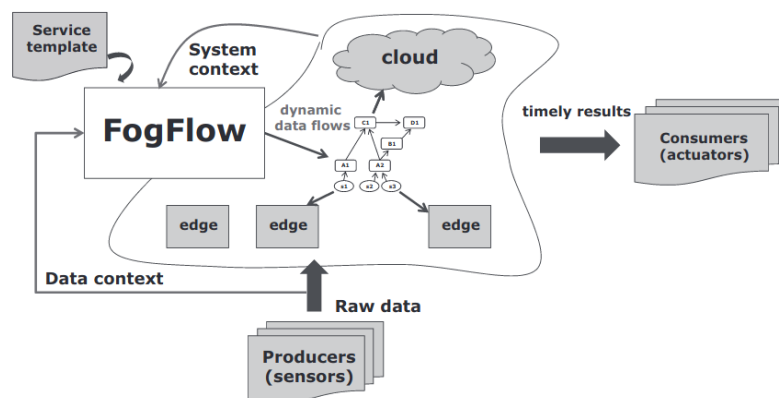 Service
template
System
context
cloud
FogFlow
dynamic
data flows
C1
D1
B1
A1
A2
s1
s2
s3
timely results
Consumers
(actuators)
edge
edge
edge
Data context
Raw data
Producers
(sensors)